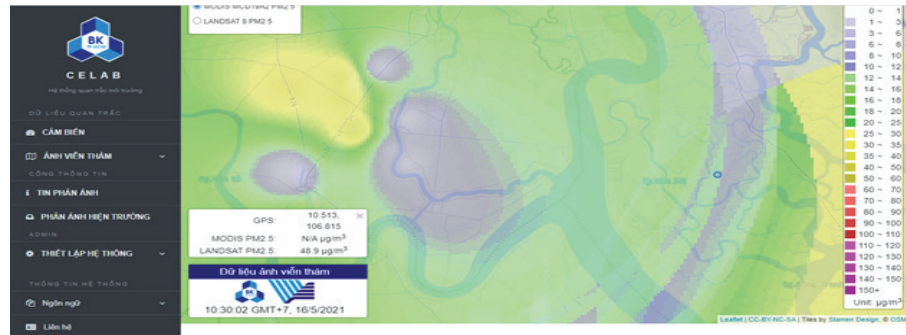 MODIS MCD19A2 PM2.5
LANDSAT 8 PM2.5
BK
TP.HCM
CELAB
Hệ thống quan trắc môi trường
DỮ LIỆU QUAN TRẮC
CẢM BIẾN
ẢNH VIỄN THÁM
CỔNG THÔNG TIN
TIN PHẢN ÁNH
PHẢN ÁNH HIỆN TRƯỜNG
ADMIN
THIẾT LẬP HỆ THỐNG
THÔNG TIN HỆ THỐNG
Ngôn ngữ
Liên hệ
GPS: 10.513, 106.815
MODIS PM2.5: N/A µg/m³
LANDSAT PM2.5: 48.9 µg/m³
Dữ liệu ảnh viễn thám
10:30:02 GMT+7, 16/5/2021
0 ~ 1
1 ~ 3
3 ~ 6
6 ~ 8
8 ~ 10
10 ~ 12
12 ~ 14
14 ~ 16
16 ~ 18
18 ~ 20
20 ~ 25
25 ~ 30
30 ~ 35
35 ~ 40
40 ~ 50
50 ~ 60
60 ~ 70
70 ~ 80
80 ~ 90
90 ~ 100
100 ~ 110
110 ~ 120
120 ~ 130
130 ~ 140
140 ~ 150
150+
Unit: µg/m³
Leaflet | CC-BY-NC-SA | Tiles by Stamen Design, © OSM